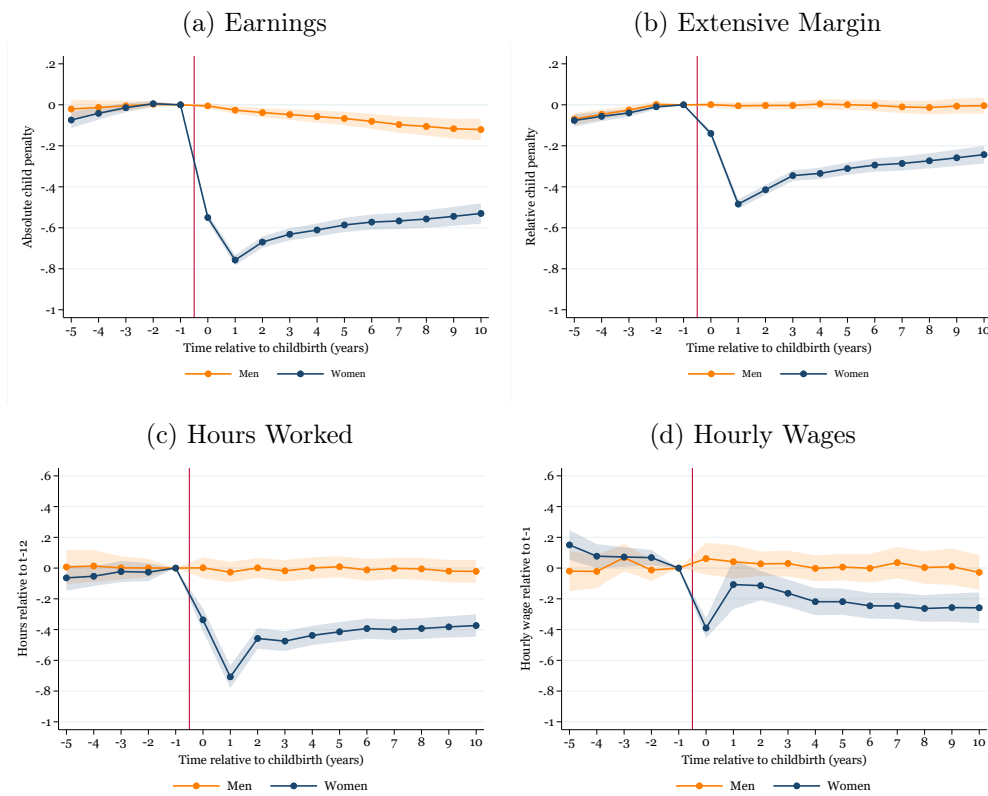 (a) Earnings
Absolute child penalty
.2
0
-.2
-.4
-.6
-.8
-1
-5 -4 -3 -2 -1 0 1 2 3 4 5 6 7 8 9 10
Time relative to childbirth (years)
Men Women
(b) Extensive Margin
Relative child penalty
.2
0
-.2
-.4
-.6
-.8
-1
-5 -4 -3 -2 -1 0 1 2 3 4 5 6 7 8 9 10
Time relative to childbirth (years)
Men Women
(c) Hours Worked
Hours relative to t-12
.6
.4
.2
0
-.2
-.4
-.6
-.8
-1
-5 -4 -3 -2 -1 0 1 2 3 4 5 6 7 8 9 10
Time relative to childbirth (years)
Men Women
(d) Hourly Wages
Hourly wage relative to t-1
.6
.4
.2
0
-.2
-.4
-.6
-.8
-1
-5 -4 -3 -2 -1 0 1 2 3 4 5 6 7 8 9 10
Time relative to childbirth (years)
Men Women